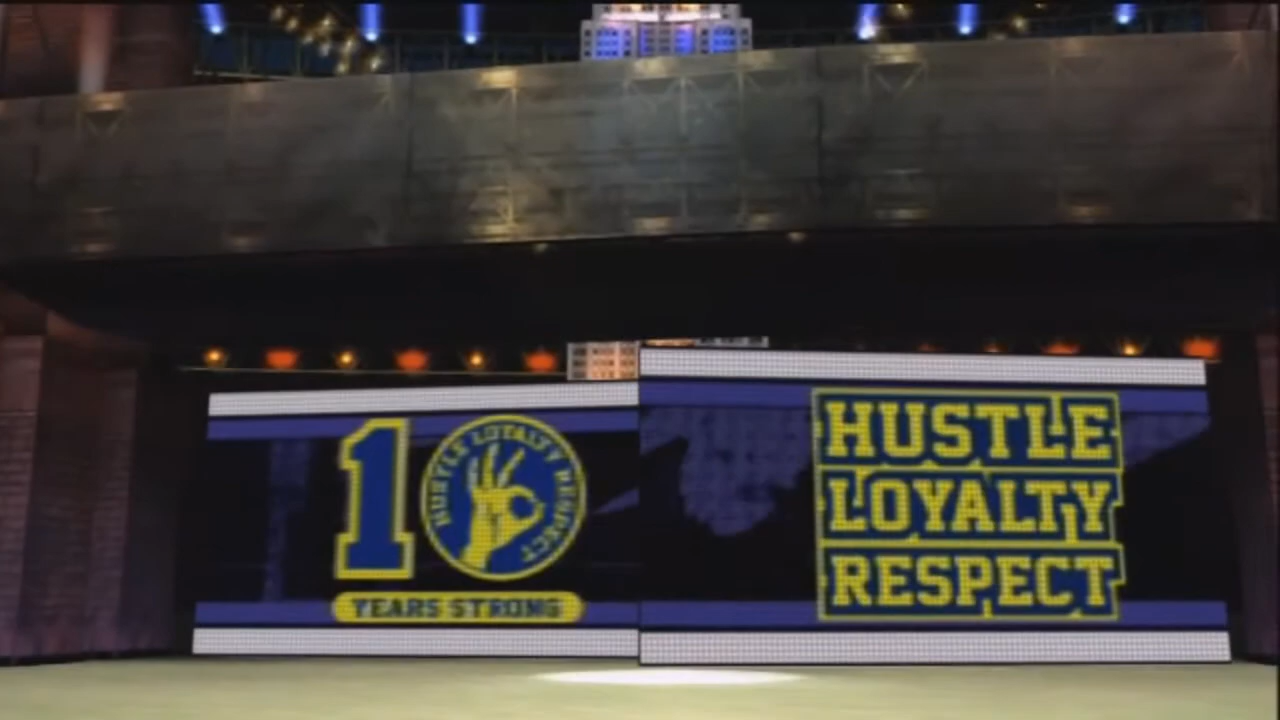 10
HUSTLE LOYALTY RESPECT
YEARS STRONG
HUSTLE
LOYALTY
RESPECT